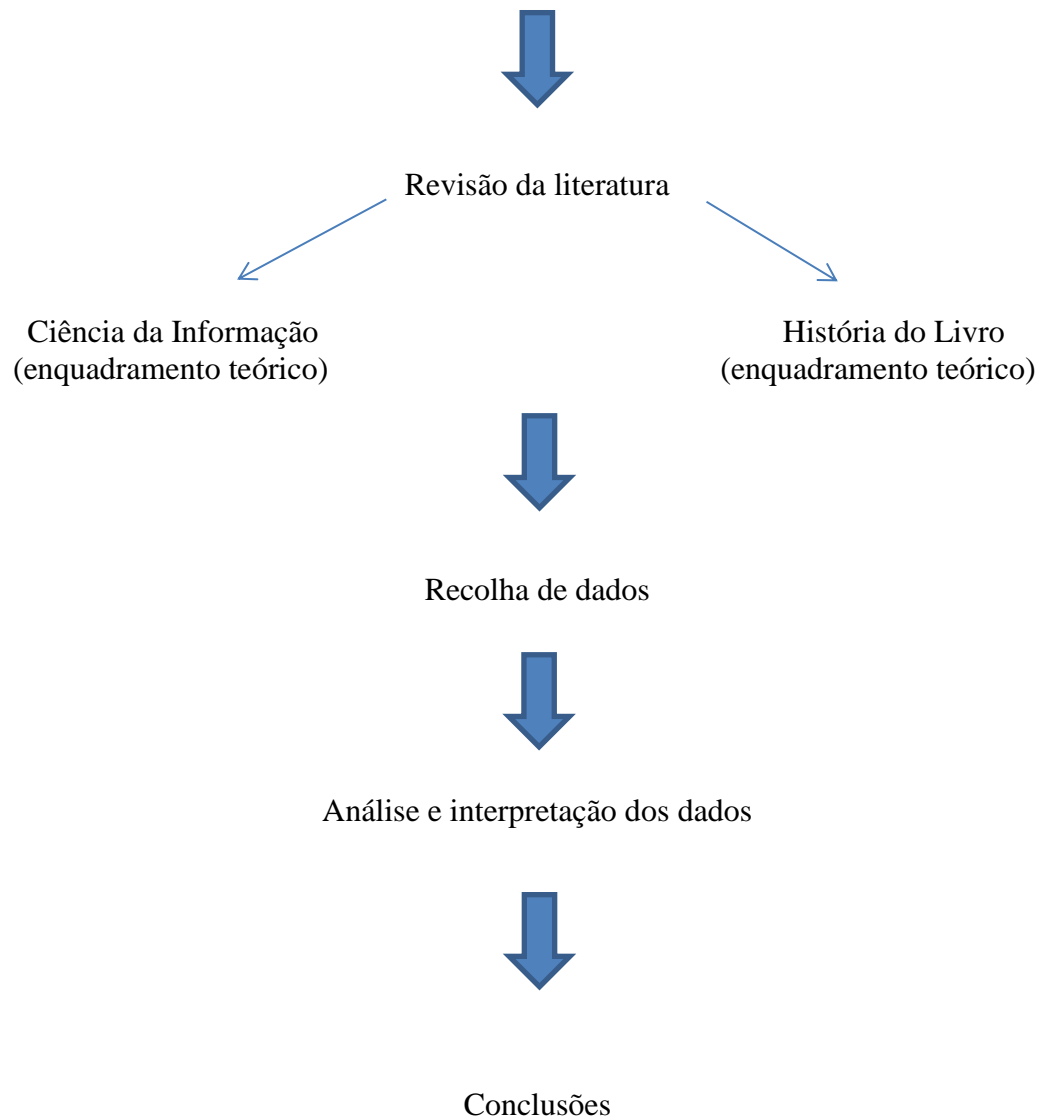 Revisão da literatura
Ciência da Informação
(enquadramento teórico)
História do Livro
(enquadramento teórico)
Recolha de dados
Análise e interpretação dos dados
Conclusões